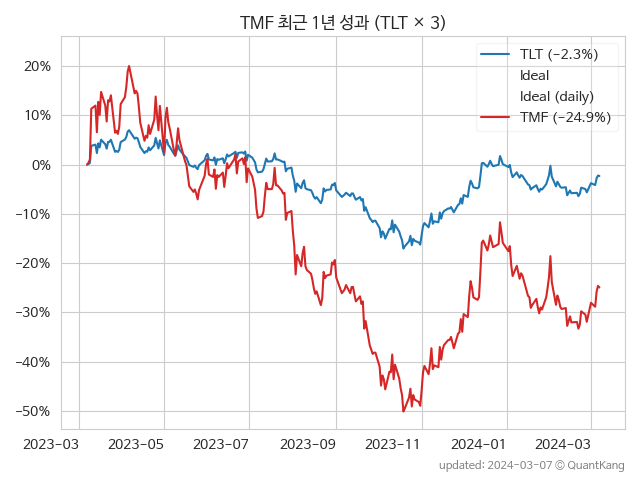 TMF 최근 1년 성과 (TLT × 3)
TLT (−2.3%)
Ideal
Ideal (daily)
TMF (−24.9%)
20%
10%
0%
−10%
−20%
−30%
−40%
−50%
2023−03 2023−05 2023−07 2023−09 2023−11 2024−01 2024−03
updated: 2024−03−07 © QuantKang